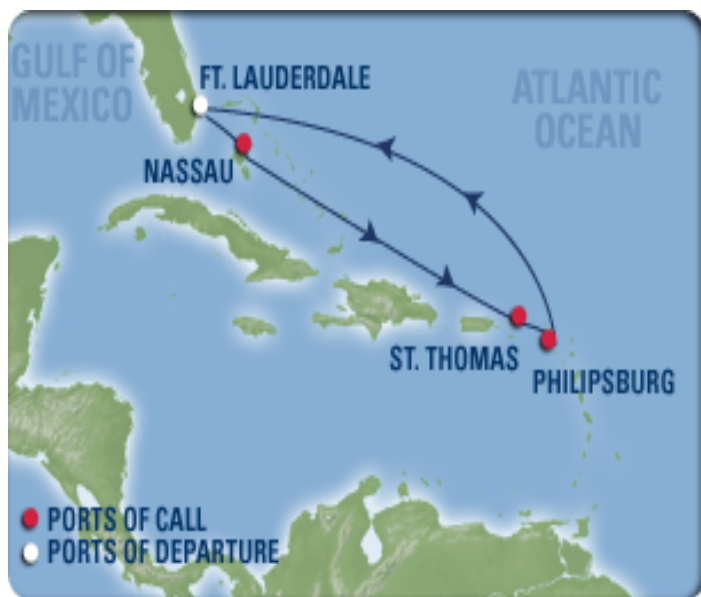 GULF OF
MEXICO
FT. LAUDERDALE
ATLANTIC
OCEAN
NASSAU
ST. THOMAS
PHILIPSBURG
PORTS OF CALL
PORTS OF DEPARTURE